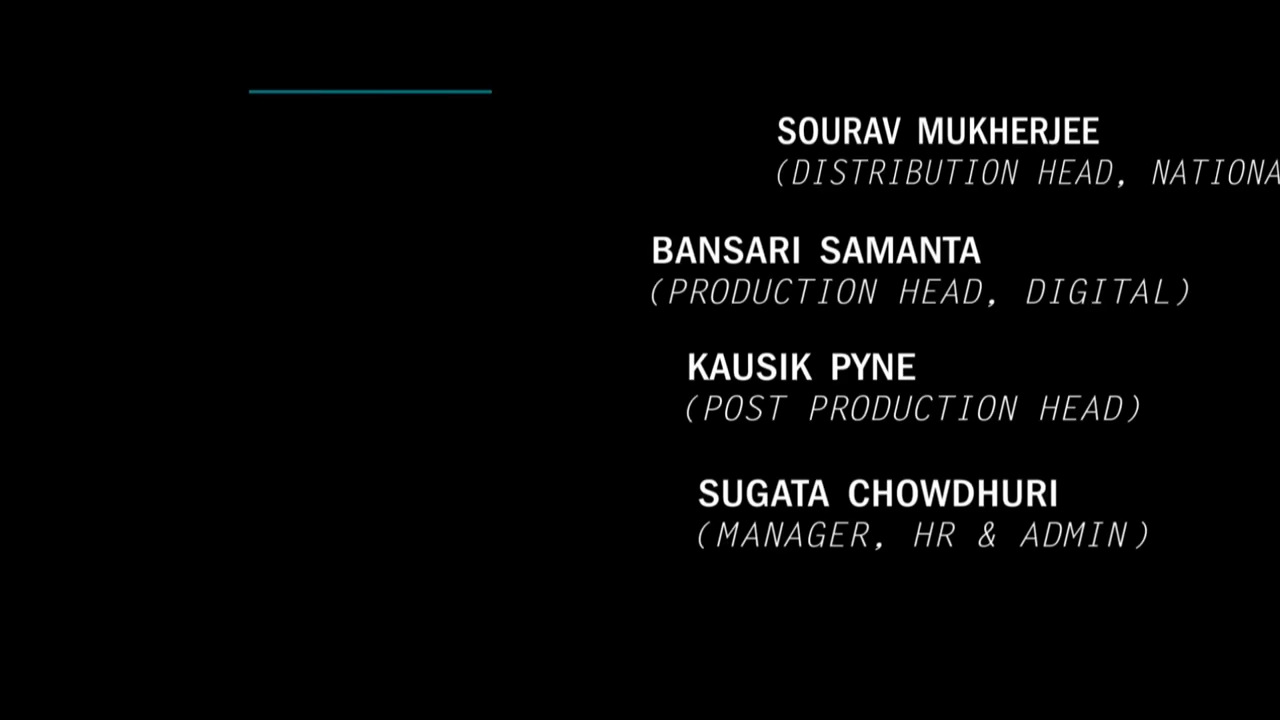 SOURAV MUKHERJEE
(DISTRIBUTION HEAD, NATIONA
BANSARI SAMANTA
(PRODUCTION HEAD, DIGITAL)
KAUSIK PYNE
(POST PRODUCTION HEAD)
SUGATA CHOWDHURI
(MANAGER, HR & ADMIN)